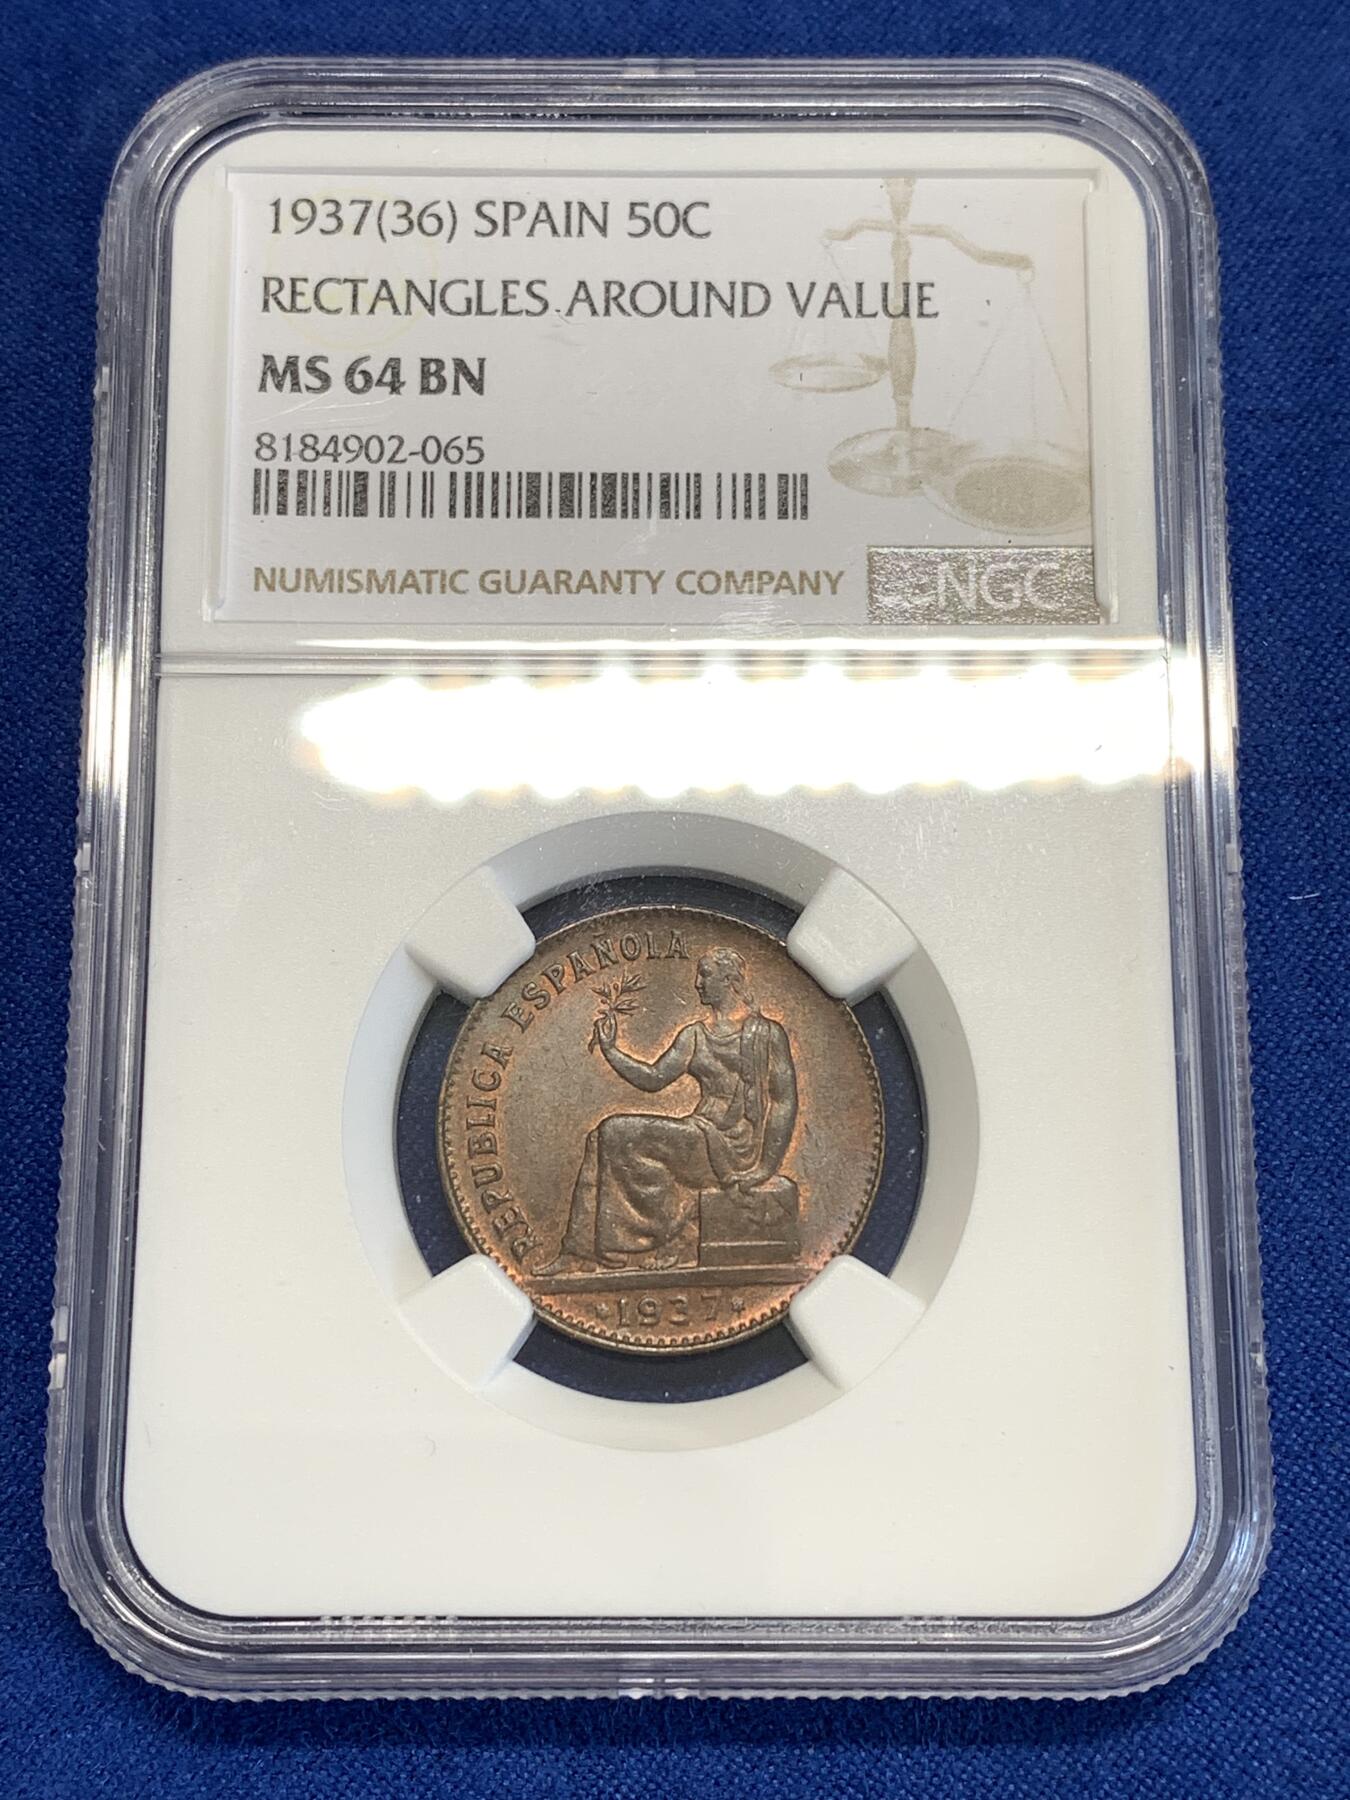 1937(36) SPAIN 50C
RECTANGLES AROUND VALUE
MS 64 BN
8184902-065
NUMISMATIC GUARANTY COMPANY
NGC
REPUBLICA ESPAÑOLA
*1937*